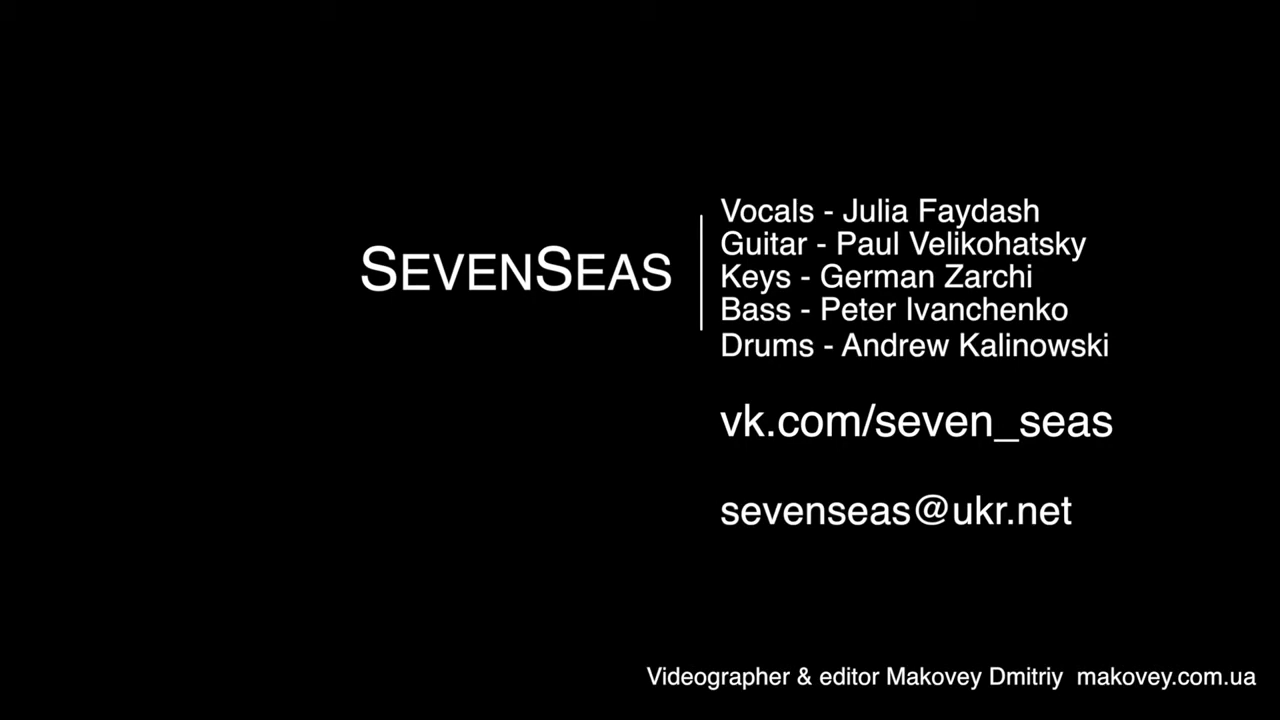 SEVENSEAS
Vocals - Julia Faydash
Guitar - Paul Velikohatsky
Keys - German Zarchi
Bass - Peter Ivanchenko
Drums - Andrew Kalinowski
vk.com/seven_seas
sevenseas@ukr.net
Videographer & editor Makovey Dmitriy makovey.com.ua